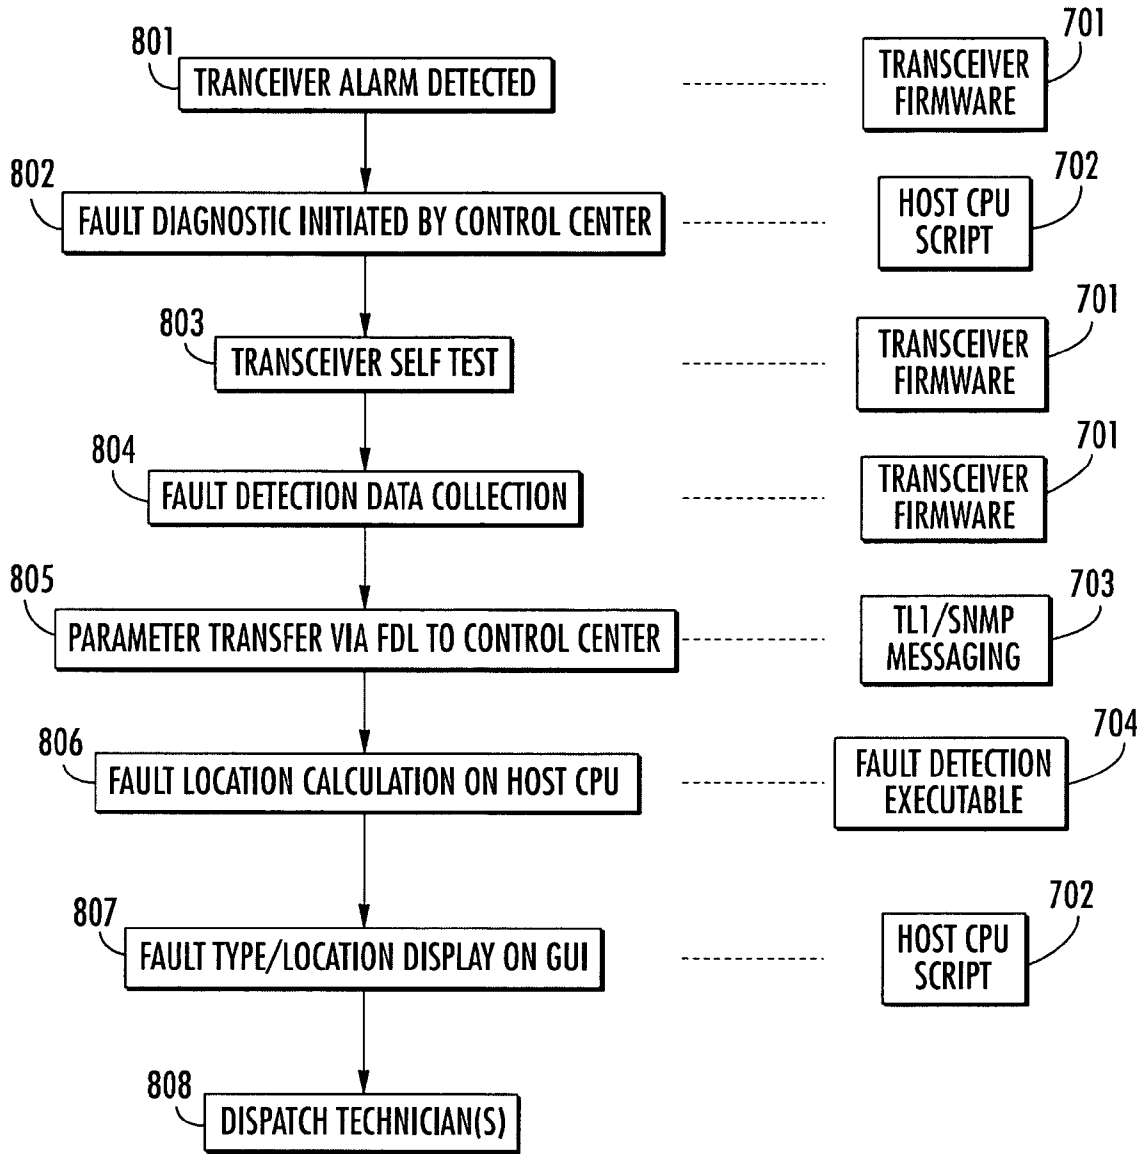 801
TRANCEIVER ALARM DETECTED
701
TRANSCEIVER
FIRMWARE
802
FAULT DIAGNOSTIC INITIATED BY CONTROL CENTER
702
HOST CPU
SCRIPT
803
TRANSCEIVER SELF TEST
701
TRANSCEIVER
FIRMWARE
804
FAULT DETECTION DATA COLLECTION
701
TRANSCEIVER
FIRMWARE
805
PARAMETER TRANSFER VIA FDL TO CONTROL CENTER
703
TL1/SNMP
MESSAGING
806
FAULT LOCATION CALCULATION ON HOST CPU
704
FAULT DETECTION
EXECUTABLE
807
FAULT TYPE/LOCATION DISPLAY ON GUI
702
HOST CPU
SCRIPT
808
DISPATCH TECHNICIAN(S)